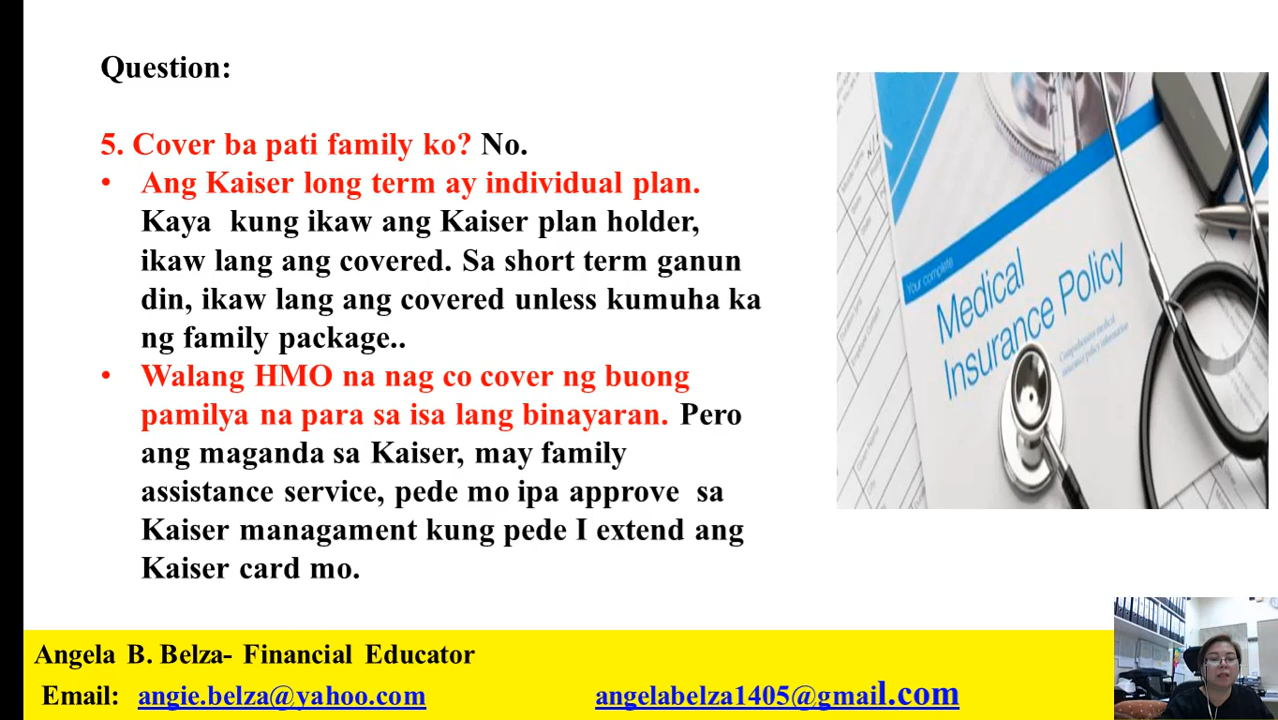 Question:
5. Cover ba pati family ko? No.
• Ang Kaiser long term ay individual plan.
Kaya kung ikaw ang Kaiser plan holder,
ikaw lang ang covered. Sa short term ganun
din, ikaw lang ang covered unless kumuha ka
ng family package..
• Walang HMO na nag co cover ng buong
pamilya na para sa isa lang binayaran. Pero
ang maganda sa Kaiser, may family
assistance service, pede mo ipa approve sa
Kaiser managament kung pede I extend ang
Kaiser card mo.
Your complete
Medical
Insurance Policy
Angela B. Belza- Financial Educator
Email: angie.belza@yahoo.com angelabelza1405@gmail.com